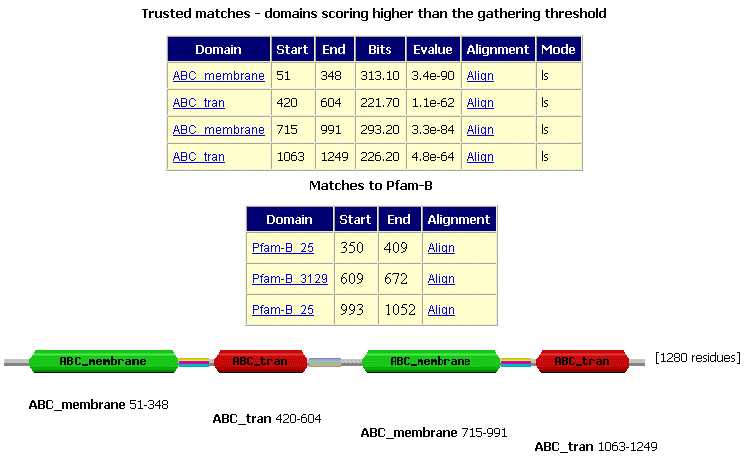 Trusted matches - domains scoring higher than the gathering threshold
Domain Start End Bits Evalue Alignment Mode
ABC_membrane 51 348 313.10 3.4e-90 Align ls
ABC_tran 420 604 221.70 1.1e-62 Align ls
ABC_membrane 715 991 293.20 3.3e-84 Align ls
ABC_tran 1063 1249 226.20 4.8e-64 Align ls
Matches to Pfam-B
Domain Start End Alignment
Pfam-B_25 350 409 Align
Pfam-B_3129 609 672 Align
Pfam-B_25 993 1052 Align
ABC_membrane ABC_tran ABC_membrane ABC_tran [1280 residues]
ABC_membrane 51-348
ABC_tran 420-604
ABC_membrane 715-991
ABC_tran 1063-1249